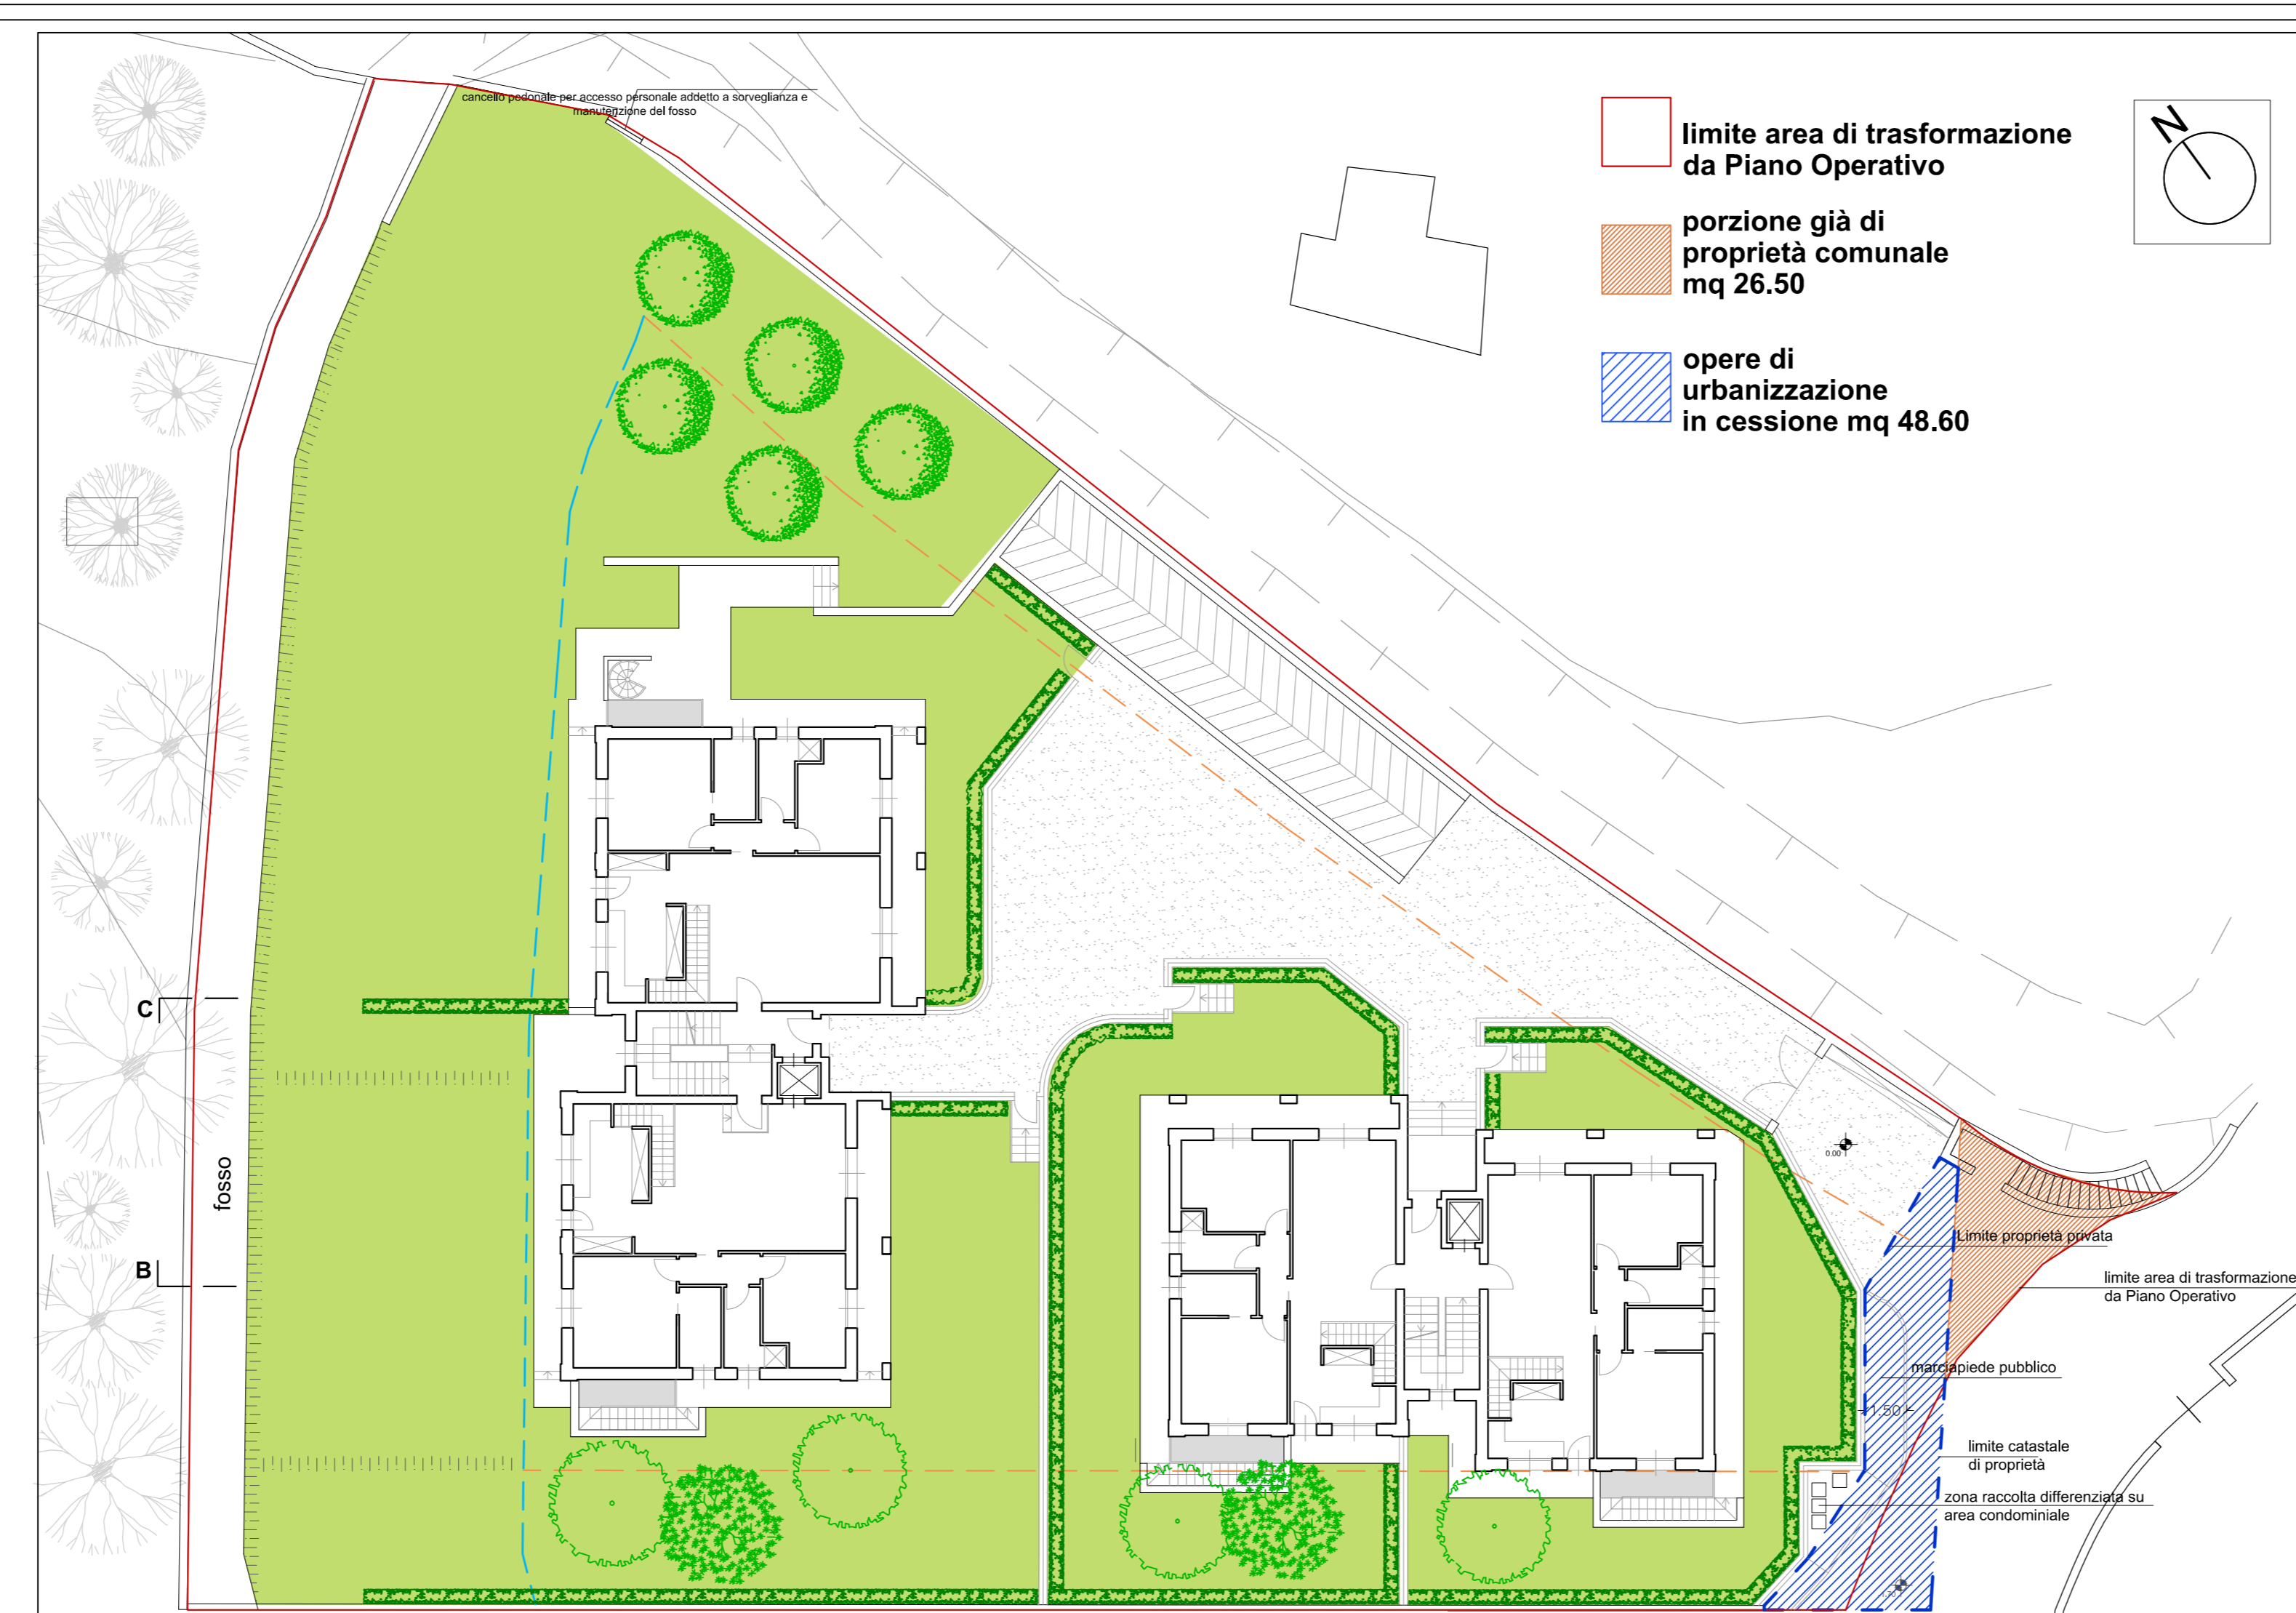 cancello pedonale per accesso personale addetto a sorveglianza e
manutenzione del fosso
limite area di trasformazione
da Piano Operativo
N
porzione già di
proprietà comunale
mq 26.50
opere di
urbanizzazione
in cessione mq 48.60
C
fosso
B
0.00
Limite proprietà privata
limite area di trasformazione
da Piano Operativo
marciapiede pubblico
1.50
limite catastale
di proprietà
zona raccolta differenziata su
area condominiale